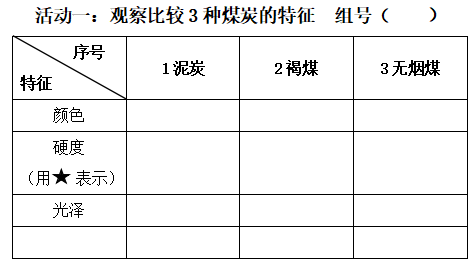 活动一：观察比较3种煤炭的特征 组号（ ）
序号
特征
1泥炭 2褐煤 3无烟煤
颜色
硬度
（用★表示）
光泽